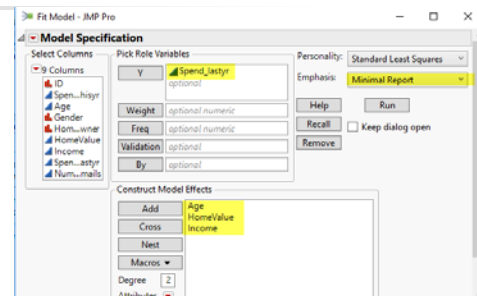 Fit Model - JMP Pro
Model Specification
Select Columns
9 Columns
ID
Spen...hisyr
Age
Gender
Hom...wner
HomeValue
Income
Spen...astyr
Num...mails
Pick Role Variables
Y
Spend_lastyr
optional
Weight
optional numeric
Freq
optional numeric
Validation
optional
By
optional
Personality:
Standard Least Squares
Emphasis:
Minimal Report
Help
Run
Recall
Keep dialog open
Remove
Construct Model Effects
Add
Cross
Nest
Macros
Degree
2
Attributes
Age
HomeValue
Income